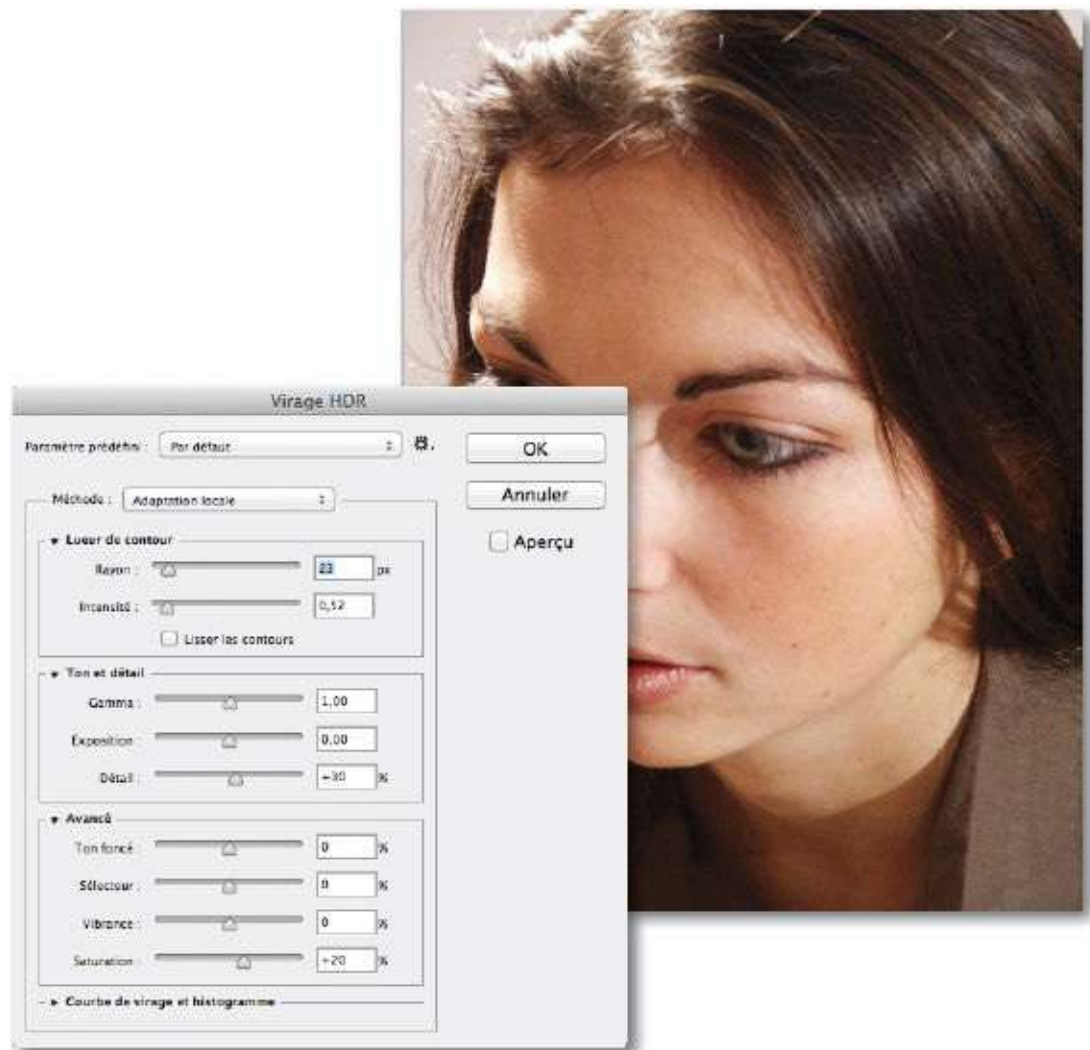 Virage HDR
Paramètre prédéfini : Par défaut
OK
Méthode : Adaptation locale
Annuler
Aperçu
Lueur de contour
Rayon : 23 px
Intensité : 0,52
Lisser les contours
Ton et détail
Gamma : 1,00
Exposition : 0,00
Détail : +30 %
Avancé
Ton foncé : 0 %
Sélecteur : 0 %
Vibrance : 0 %
Saturation : +20 %
Courbe de virage et histogramme